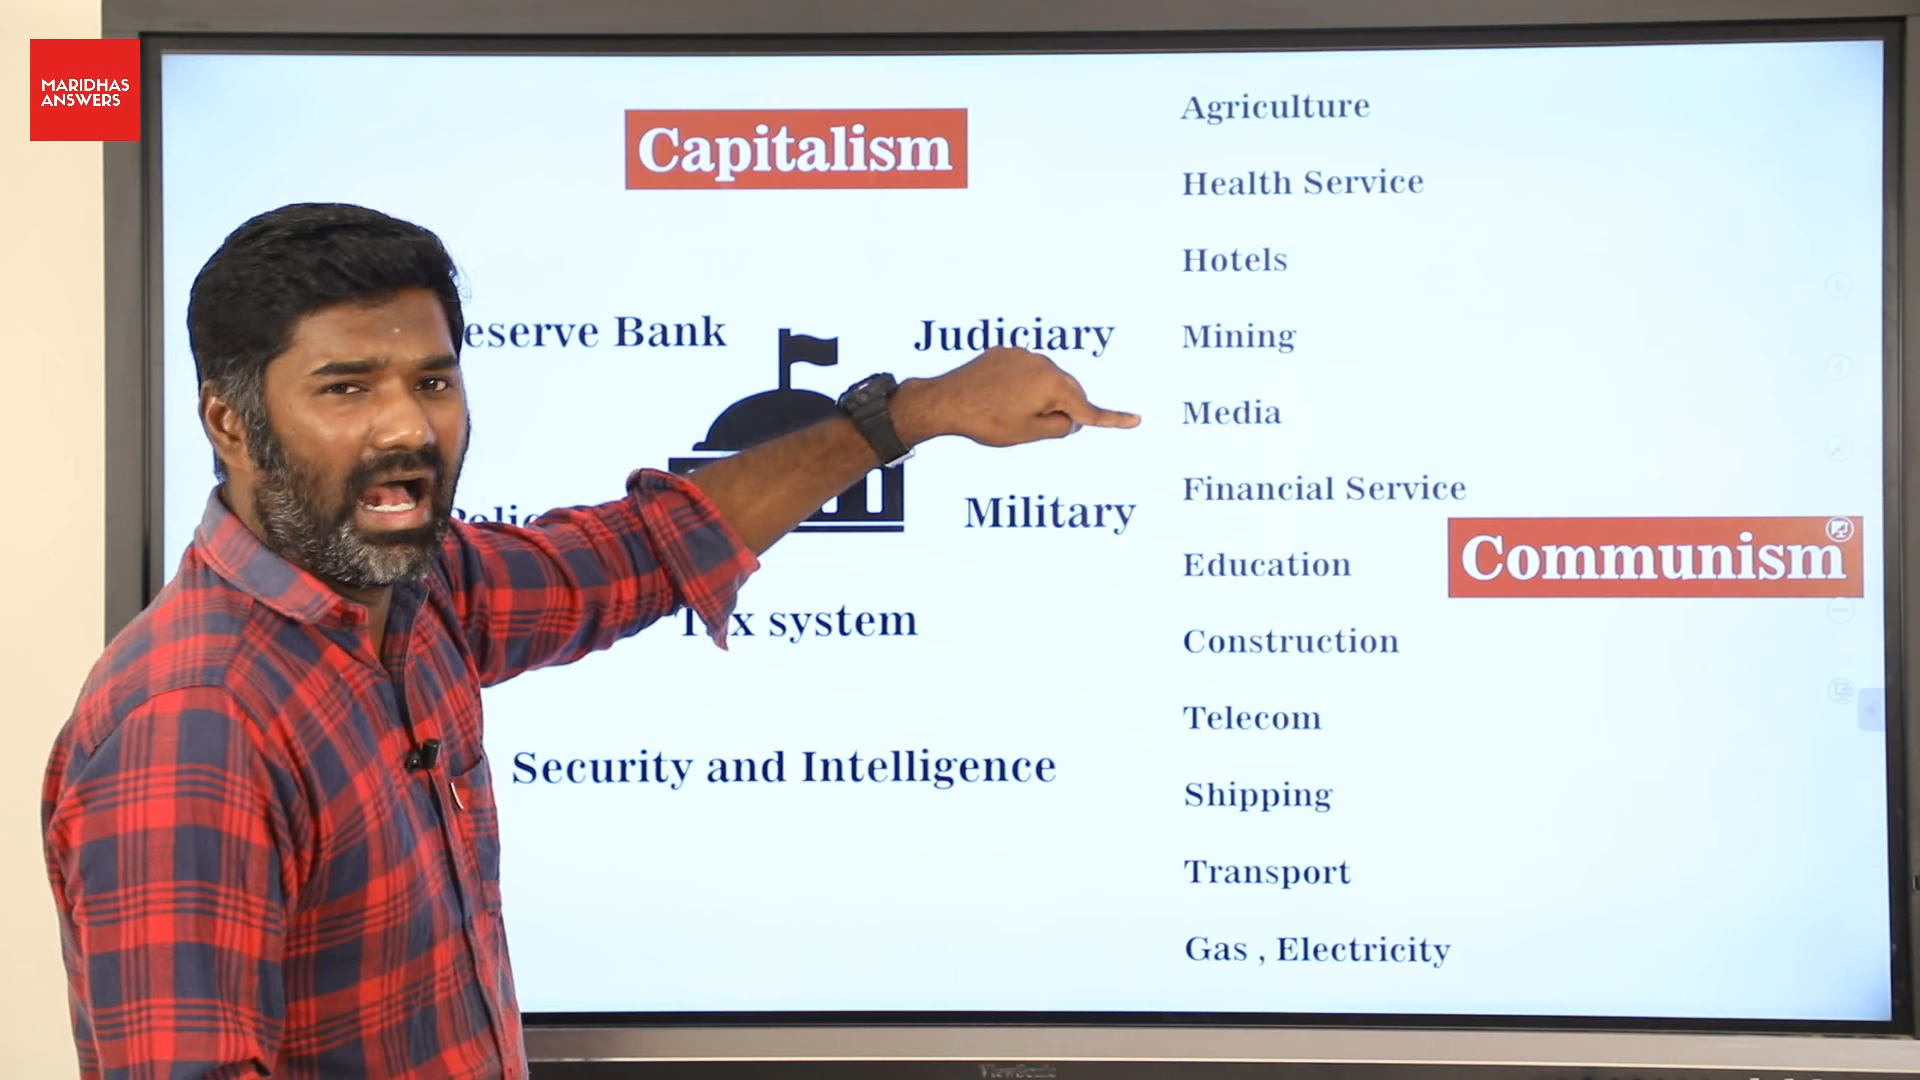 MARIDHAS
ANSWERS
Capitalism
eserve Bank
Judiciary
Military
system
Security and Intelligence
Agriculture
Health Service
Hotels
Mining
Media
Financial Service
Education
Construction
Telecom
Shipping
Transport
Gas , Electricity
Communism
ViewSonic